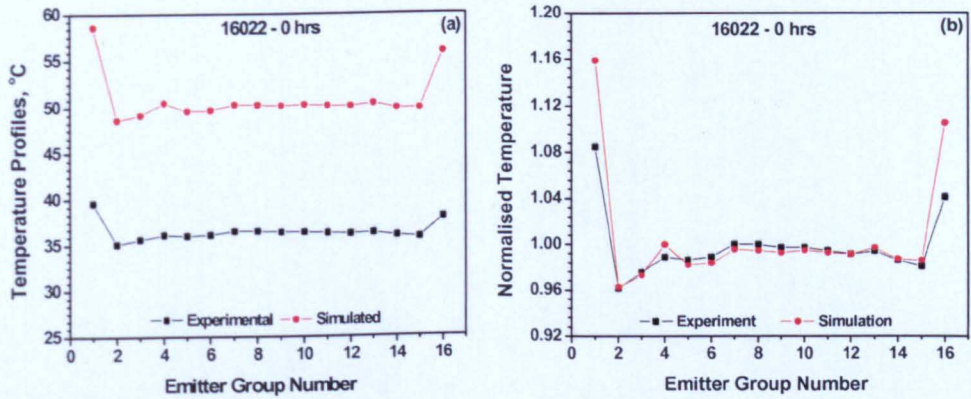 16022 - 0 hrs
(a)
Temperature Profiles, °C
60
55
50
45
40
35
30
25
0
2
4
6
8
10
12
14
16
Experimental
Simulated
Emitter Group Number
16022 - 0 hrs
(b)
Normalised Temperature
1.20
1.16
1.12
1.08
1.04
1.00
0.96
0.92
0
2
4
6
8
10
12
14
16
Experiment
Simulation
Emitter Group Number